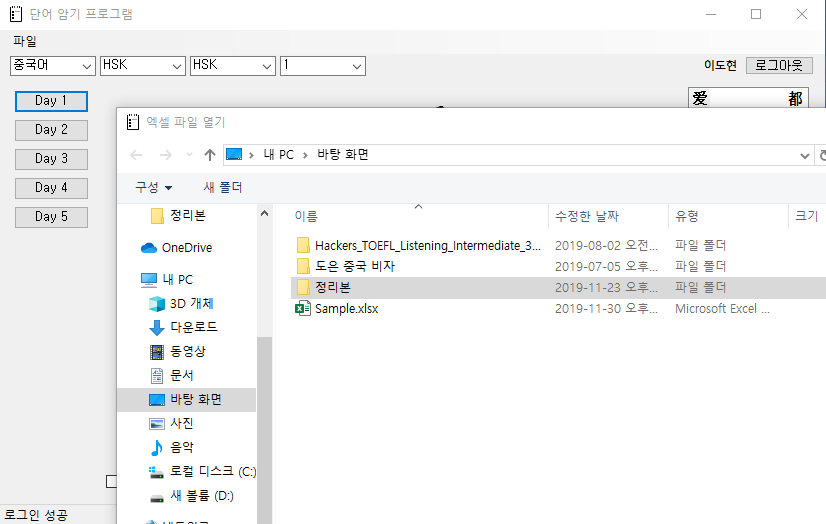 단어 암기 프로그램
파일
중국어 HSK HSK 1 이도현 로그아웃
Day 1
Day 2
Day 3
Day 4
Day 5
爱 都
엑셀 파일 열기
내 PC 바탕 화면
구성 새 폴더
정리본
OneDrive
내 PC
3D 개체
다운로드
동영상
문서
바탕 화면
사진
음악
로컬 디스크 (C:)
새 볼륨 (D:)
이름 수정한 날짜 유형 크기
Hackers_TOEFL_Listening_Intermediate_3... 2019-08-02 오전... 파일 폴더
도은 중국 비자 2019-07-05 오후... 파일 폴더
정리본 2019-11-23 오후... 파일 폴더
Sample.xlsx 2019-11-30 오후... Microsoft Excel ...
로그인 성공